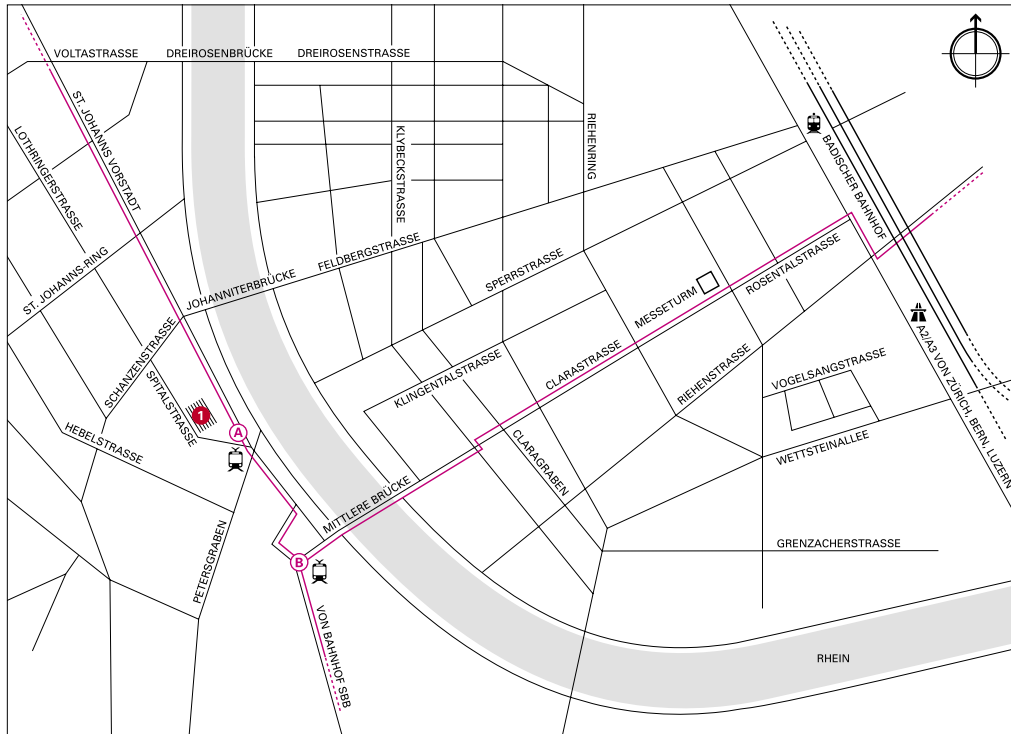 VOLTASTRASSE
DREIROSENBRÜCKE
DREIROSENSTRASSE
ST. JOHANNS VORSTADT
LOTHRINGERSTRASSE
KLYBECKSTRASSE
RIEHENRING
BADISCHER BAHNHOF
ST. JOHANNS-RING
JOHANNITERBRÜCKE
FELDBERGSTRASSE
SPERRSTRASSE
MESSETURM
ROSENTALSTRASSE
SCHANZENSTRASSE
SPITALSTRASSE
KLINGENTALSTRASSE
CLARASTRASSE
RIEHENSTRASSE
VOGELSANGSTRASSE
A2/A3 VON ZÜRICH, BERN, LUZERN
1
A
HEBELSTRASSE
CLARAGRABEN
WETTSTEINALLEE
MITTLERE BRÜCKE
PETERSGRABEN
B
GRENZACHERSTRASSE
VON BAHNHOF SBB
RHEIN